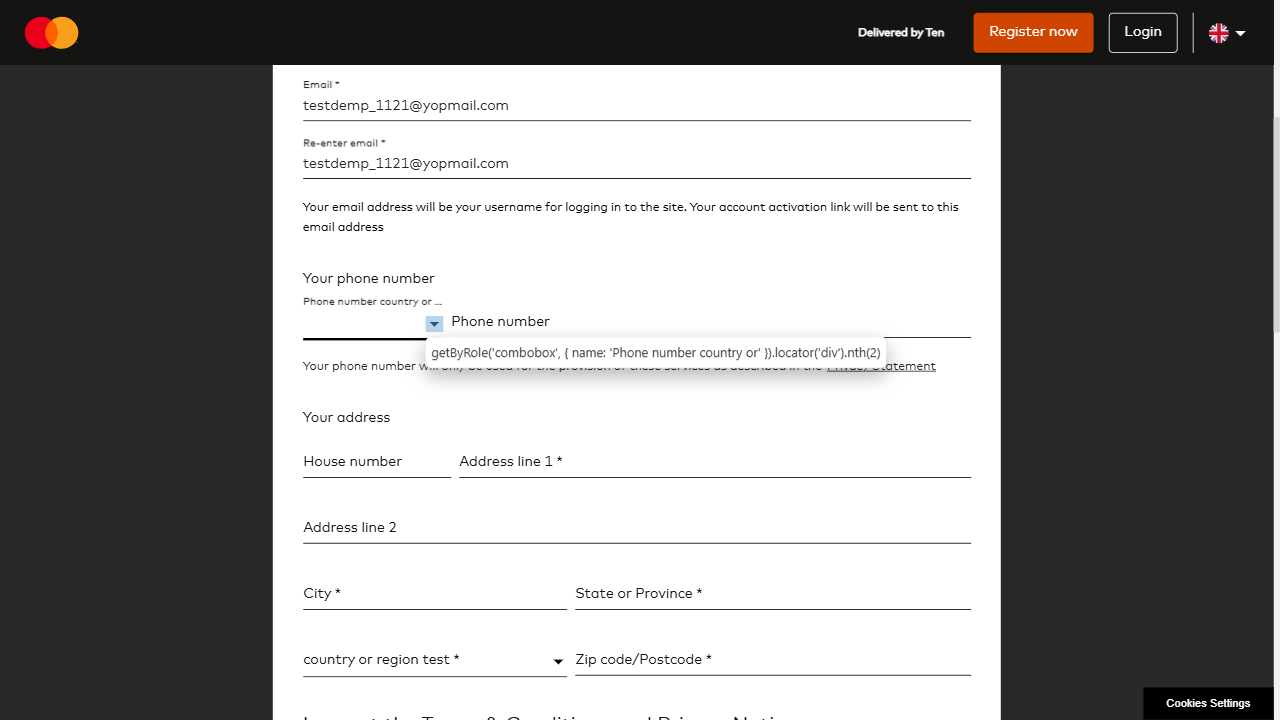 Delivered by Ten
Register now
Login
Email *
testdemp_1121@yopmail.com
Re-enter email *
testdemp_1121@yopmail.com
Your email address will be your username for logging in to the site. Your account activation link will be sent to this
email address
Your phone number
Phone number country or ...
Phone number
getByRole('combobox', { name: 'Phone number country or' }).locator('div').nth(2)
Your phone number will only be used for the provision of these services as described in the Privacy Statement
Your address
House number
Address line 1 *
Address line 2
City *
State or Province *
country or region test *
Zip code/Postcode *
Cookies Settings